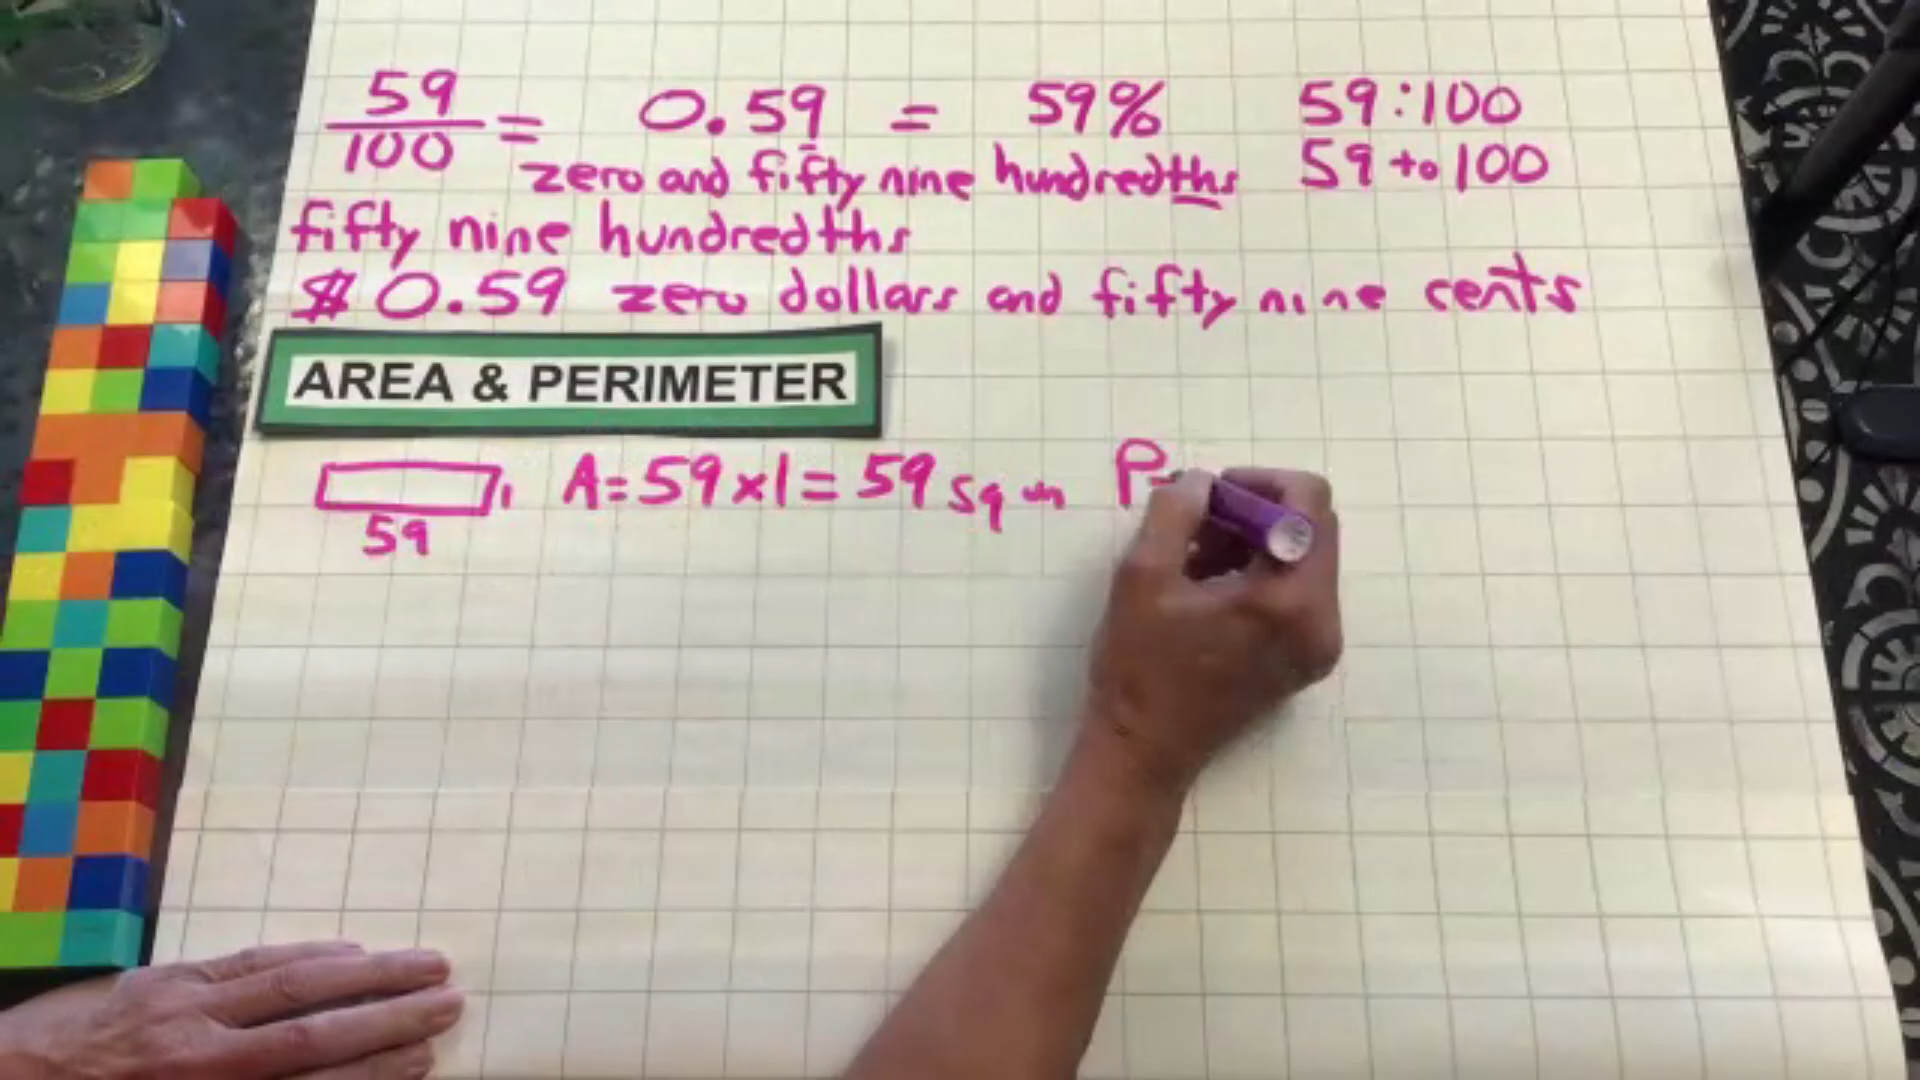 59/100 = 0.59 = 59% 59:100
zero and fifty nine hundredths 59 to 100
fifty nine hundredths
$0.59 zero dollars and fifty nine cents
AREA & PERIMETER
1 A=59×1=59 sq un P=
59